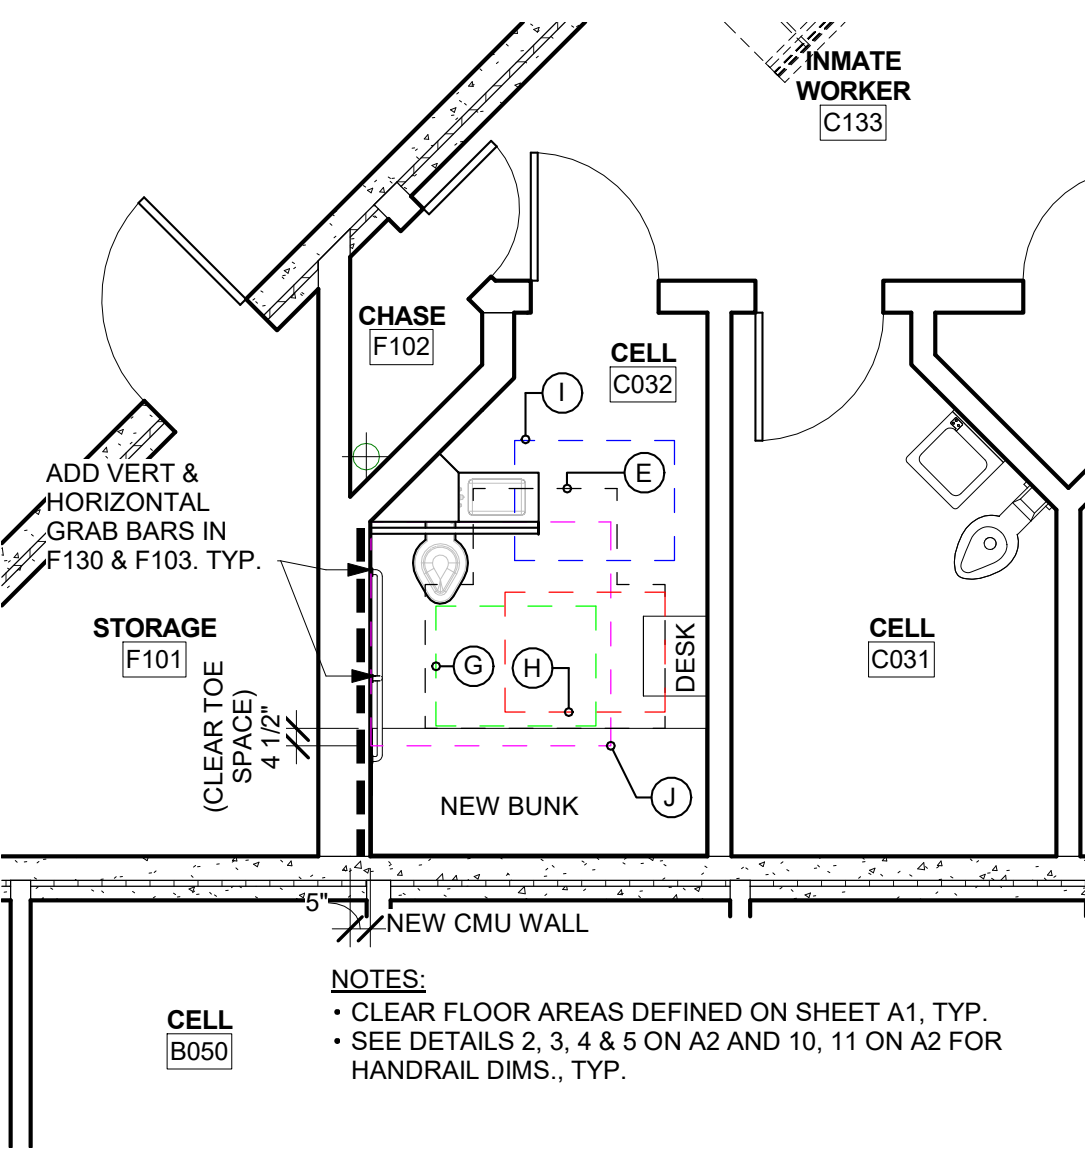 INMATE
WORKER
C133
CHASE
F102
CELL
C032
I
E
ADD VERT &
HORIZONTAL
GRAB BARS IN
F130 & F103. TYP.
STORAGE
F101
CELL
C031
G
H
DESK
(CLEAR TOE
SPACE)
4 1/2"
J
NEW BUNK
5"
NEW CMU WALL
NOTES:
• CLEAR FLOOR AREAS DEFINED ON SHEET A1, TYP.
• SEE DETAILS 2, 3, 4 & 5 ON A2 AND 10, 11 ON A2 FOR
HANDRAIL DIMS., TYP.
CELL
B050